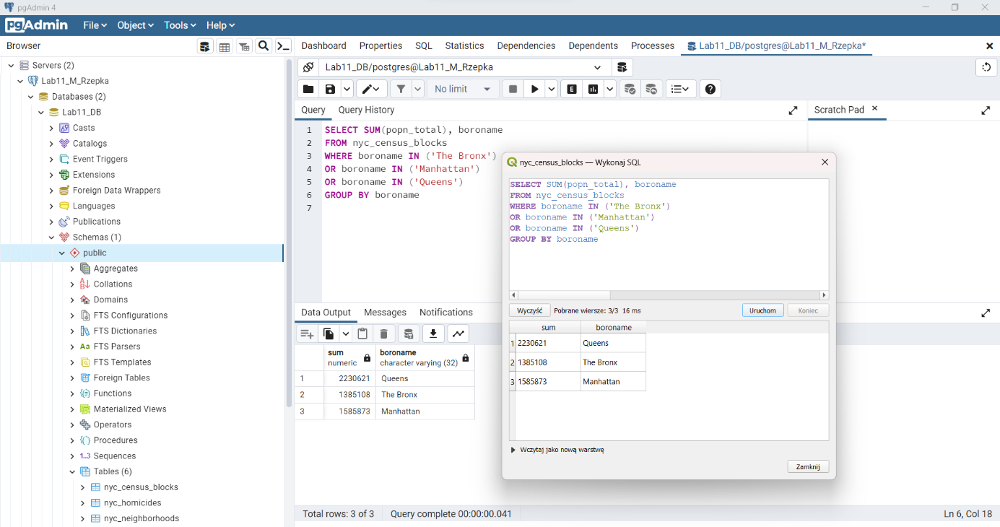 pgAdmin 4
pgAdmin File Object Tools Help
Browser
Dashboard Properties SQL Statistics Dependencies Dependents Processes Lab11_DB/postgres@Lab11_M_Rzepka*
Servers (2)
Lab11_M_Rzepka
Databases (2)
Lab11_DB
Casts
Catalogs
Event Triggers
Extensions
Foreign Data Wrappers
Languages
Publications
Schemas (1)
public
Aggregates
Collations
Domains
FTS Configurations
FTS Dictionaries
Aa FTS Parsers
FTS Templates
Foreign Tables
Functions
Materialized Views
Operators
Procedures
1..3 Sequences
Tables (6)
nyc_census_blocks
nyc_homicides
nyc_neighborhoods
Lab11_DB/postgres@Lab11_M_Rzepka
No limit
E
Query Query History
Scratch Pad
1 SELECT SUM(popn_total), boroname
2 FROM nyc_census_blocks
3 WHERE boroname IN ('The Bronx')
4 OR boroname IN ('Manhattan')
5 OR boroname IN ('Queens')
6 GROUP BY boroname
7
Data Output Messages Notifications
sum
numeric
boroname
character varying (32)
1 2230621 Queens
2 1385108 The Bronx
3 1585873 Manhattan
Total rows: 3 of 3 Query complete 00:00:00.041
Ln 6, Col 18
nyc_census_blocks — Wykonaj SQL
SELECT SUM(popn_total), boroname
FROM nyc_census_blocks
WHERE boroname IN ('The Bronx')
OR boroname IN ('Manhattan')
OR boroname IN ('Queens')
GROUP BY boroname
Wyczyść Pobrane wiersze: 3/3 16 ms Uruchom Koniec
sum boroname
1 2230621 Queens
2 1385108 The Bronx
3 1585873 Manhattan
Wczytaj jako nową warstwę
Zamknij